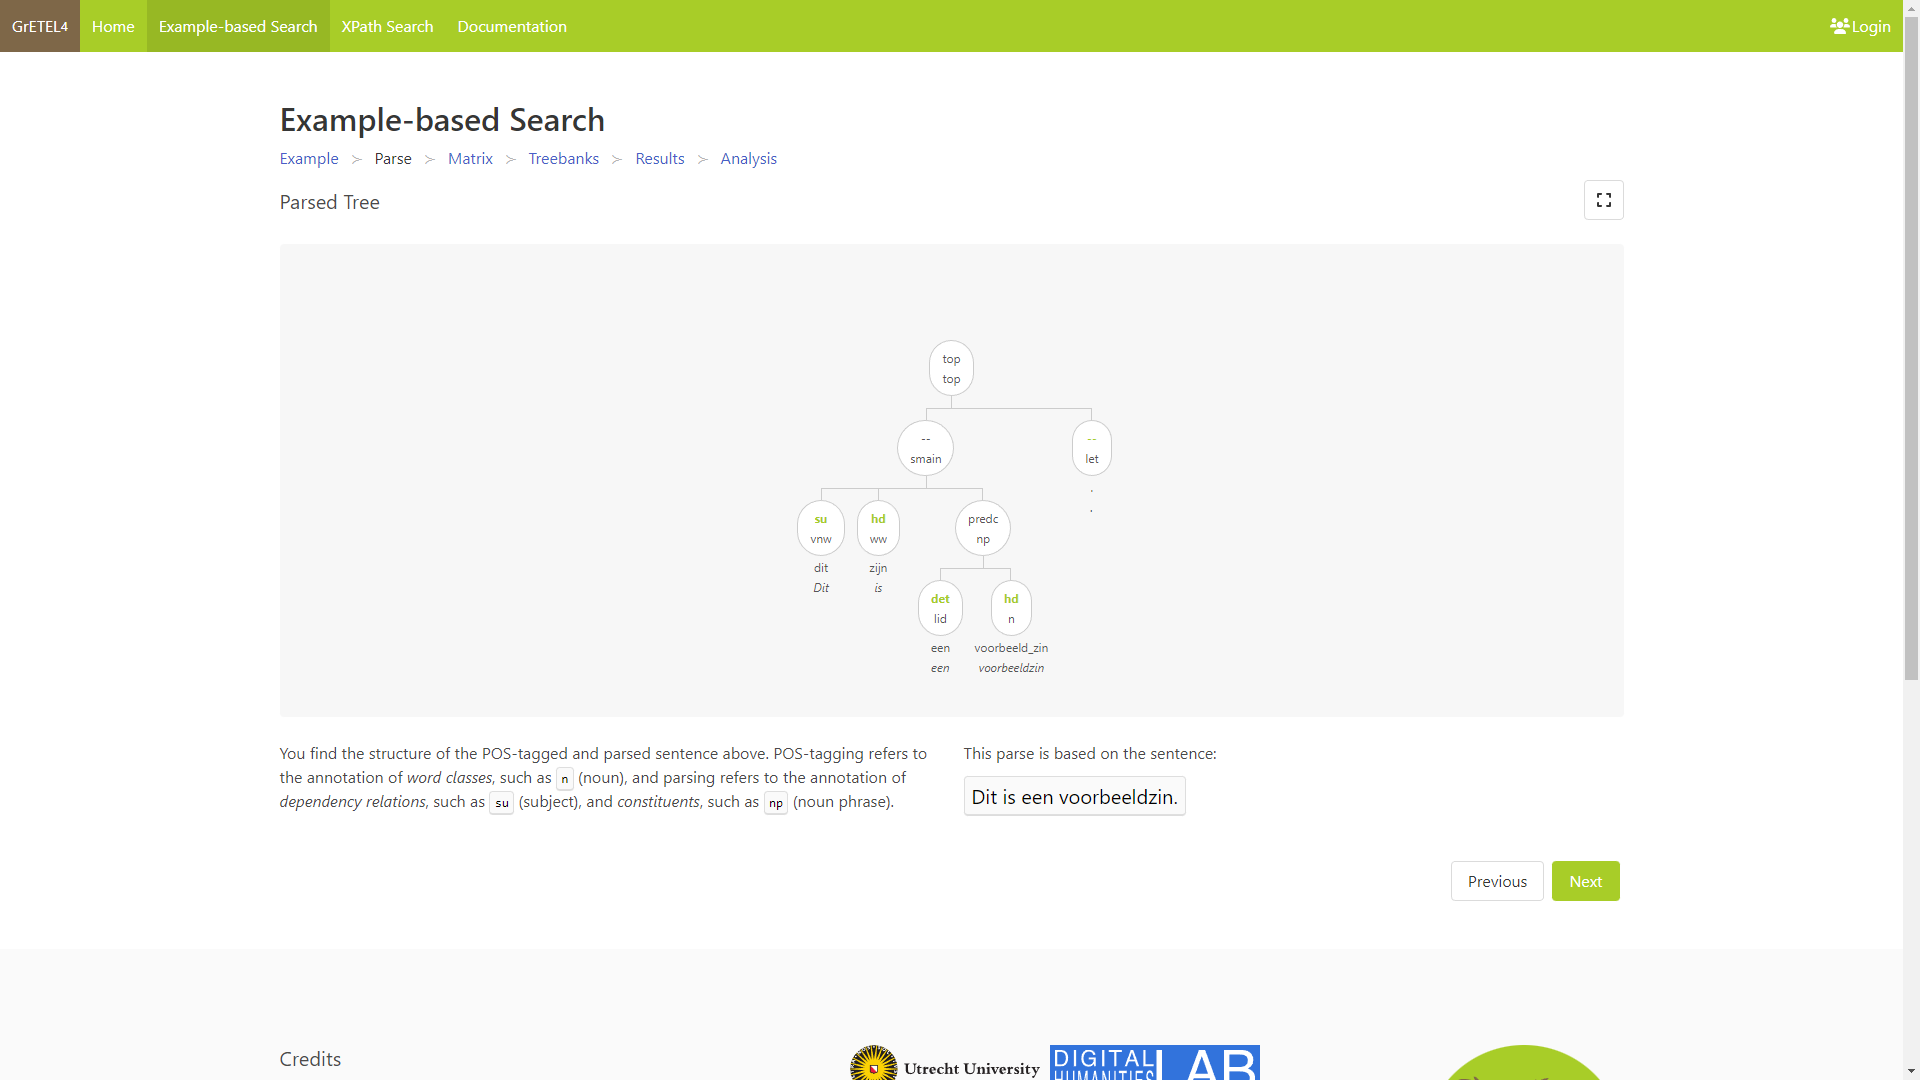 GrETEL4 Home Example-based Search XPath Search Documentation Login
Example-based Search
Example > Parse > Matrix > Treebanks > Results > Analysis
Parsed Tree
top
top
--
smain
--
let
.
.
su
vnw
hd
ww
predc
np
dit
Dit
zijn
is
det
lid
hd
n
een
een
voorbeeld_zin
voorbeeldzin
You find the structure of the POS-tagged and parsed sentence above. POS-tagging refers to
the annotation of word classes, such as n (noun), and parsing refers to the annotation of
dependency relations, such as su (subject), and constituents, such as np (noun phrase).
This parse is based on the sentence:
Dit is een voorbeeldzin.
Previous Next
Credits
Utrecht University
DIGITAL
HUMANITIES
LAB